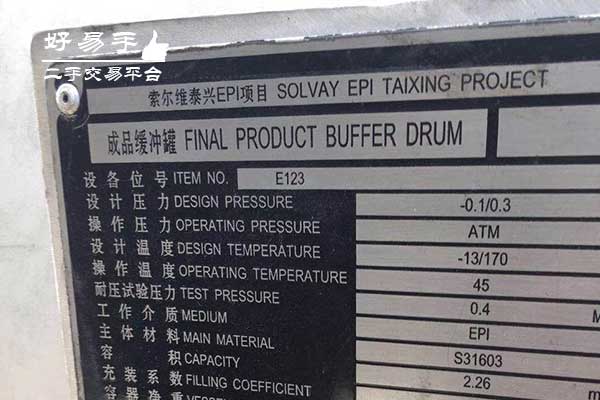 好易手
二手交易平台
索尔维泰兴EPI项目 SOLVAY EPI TAIXING PROJECT
成品缓冲罐 FINAL PRODUCT BUFFER DRUM
设备位号 ITEM NO. E123
设计压力 DESIGN PRESSURE -0.1/0.3
操作压力 OPERATING PRESSURE ATM
设计温度 DESIGN TEMPERATURE -13/170
操作温度 OPERATING TEMPERATURE 45
耐压试验压力 TEST PRESSURE 0.4 M
工作介质 MEDIUM EPI
主体材料 MAIN MATERIAL S31603
容积 CAPACITY 2.26 m
充装系数 FILLING COEFFICIENT
容器净重